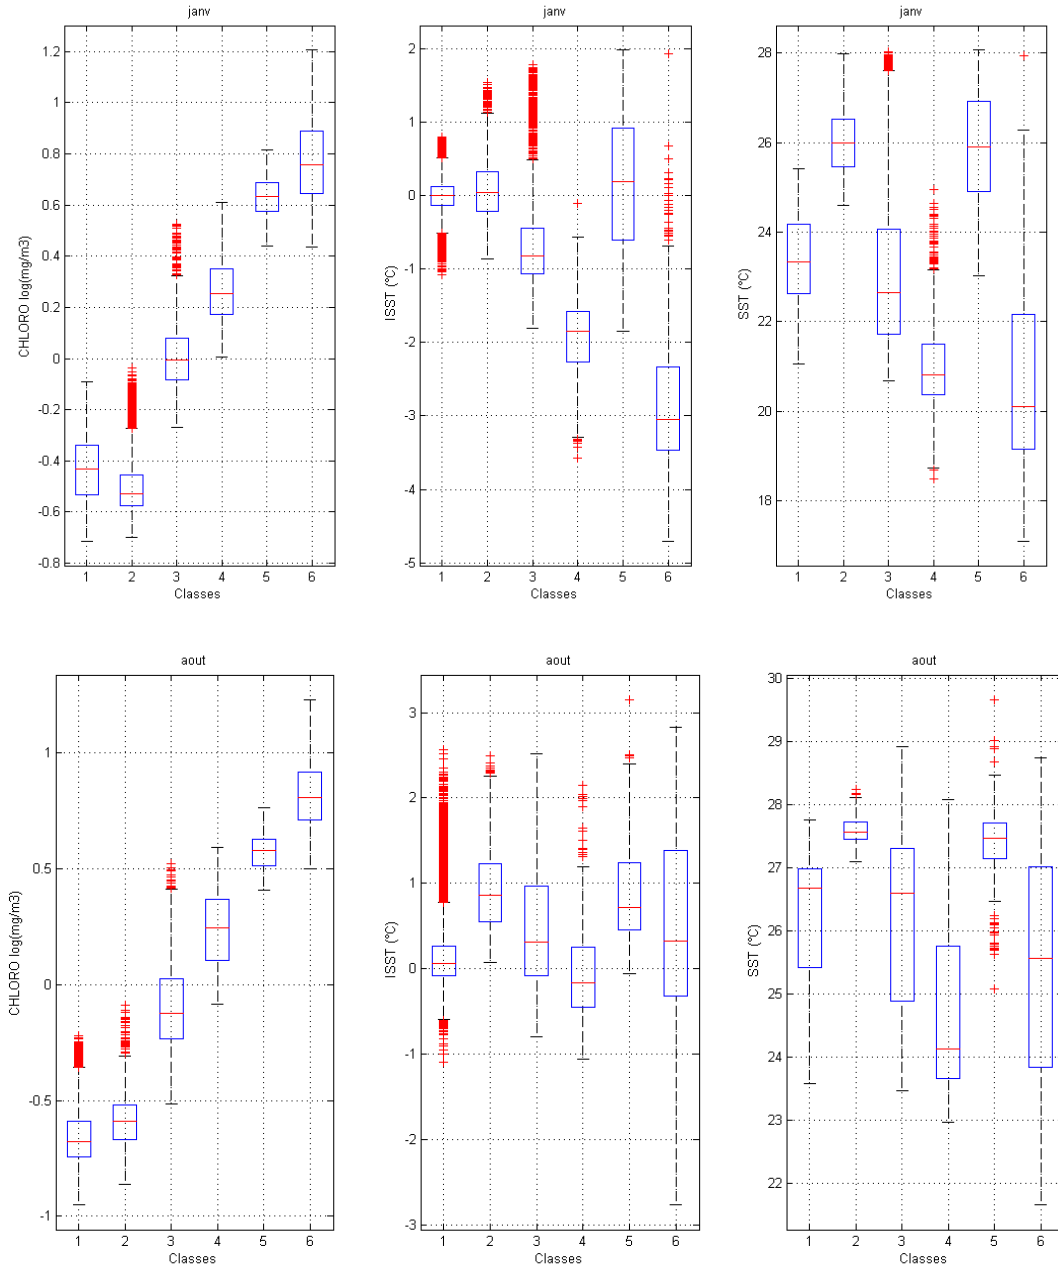 janv
1.2
1
0.8
0.6
0.4
0.2
0
-0.2
-0.4
-0.6
-0.8
CHLORO log(mg/m3)
1 2 3 4 5 6
Classes
janv
2
1
0
-1
-2
-3
-4
-5
ISST (°C)
1 2 3 4 5 6
Classes
janv
28
26
24
22
20
18
SST (°C)
1 2 3 4 5 6
Classes
aout
1
0.5
0
-0.5
-1
CHLORO log(mg/m3)
1 2 3 4 5 6
Classes
aout
3
2
1
0
-1
-2
-3
ISST (°C)
1 2 3 4 5 6
Classes
aout
30
29
28
27
26
25
24
23
22
SST (°C)
1 2 3 4 5 6
Classes